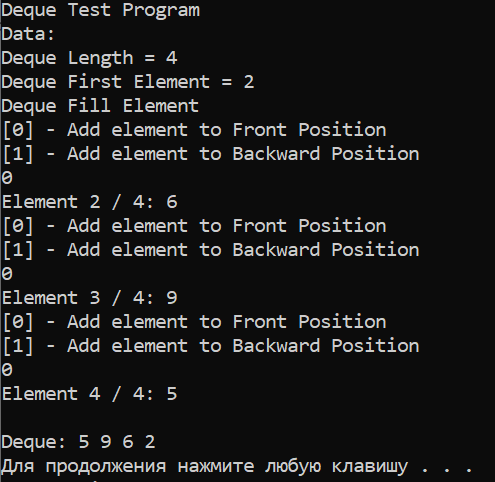 Deque Test Program
Data:
Deque Length = 4
Deque First Element = 2
Deque Fill Element
[0] - Add element to Front Position
[1] - Add element to Backward Position
0
Element 2 / 4: 6
[0] - Add element to Front Position
[1] - Add element to Backward Position
0
Element 3 / 4: 9
[0] - Add element to Front Position
[1] - Add element to Backward Position
0
Element 4 / 4: 5
Deque: 5 9 6 2
Для продолжения нажмите любую клавишу . . .